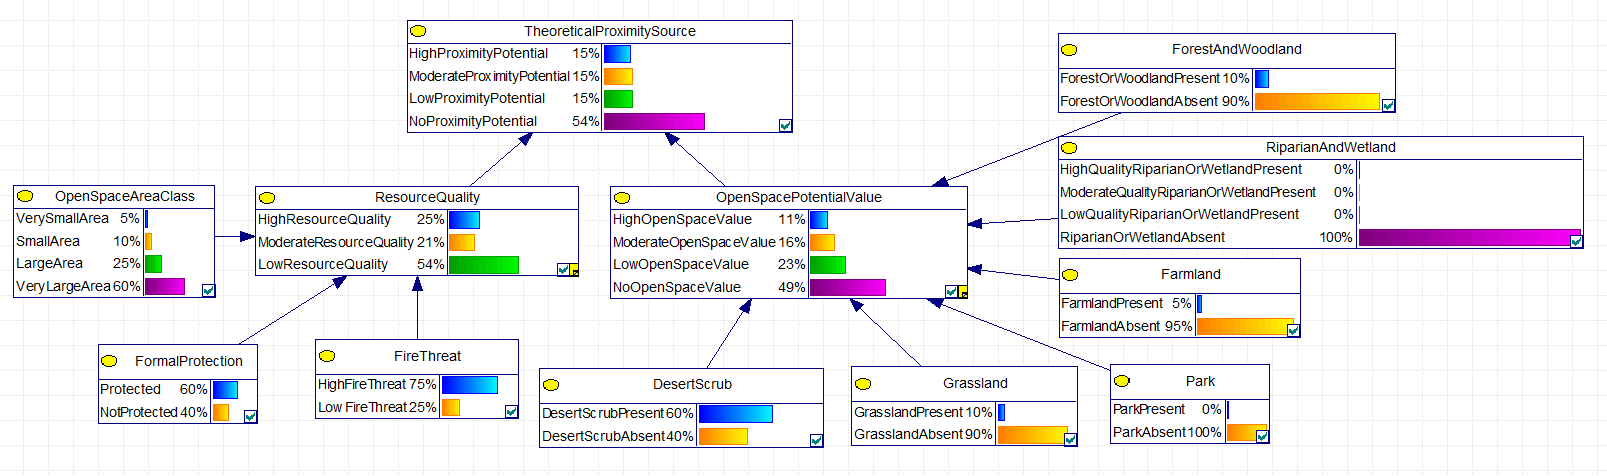 TheoreticalProximitySource
HighProximityPotential 15%
ModerateProximityPotential 15%
LowProximityPotential 15%
NoProximityPotential 54%
ForestAndWoodland
ForestOrWoodlandPresent 10%
ForestOrWoodlandAbsent 90%
RiparianAndWetland
HighQualityRiparianOrWetlandPresent 0%
ModerateQualityRiparianOrWetlandPresent 0%
LowQualityRiparianOrWetlandPresent 0%
RiparianOrWetlandAbsent 100%
OpenSpaceAreaClass
VerySmallArea 5%
SmallArea 10%
LargeArea 25%
VeryLargeArea 60%
ResourceQuality
HighResourceQuality 25%
ModerateResourceQuality 21%
LowResourceQuality 54%
OpenSpacePotentialValue
HighOpenSpaceValue 11%
ModerateOpenSpaceValue 16%
LowOpenSpaceValue 23%
NoOpenSpaceValue 49%
Farmland
FarmlandPresent 5%
FarmlandAbsent 95%
FormalProtection
Protected 60%
NotProtected 40%
FireThreat
HighFireThreat 75%
Low FireThreat 25%
DesertScrub
DesertScrubPresent 60%
DesertScrubAbsent 40%
Grassland
GrasslandPresent 10%
GrasslandAbsent 90%
Park
ParkPresent 0%
ParkAbsent 100%